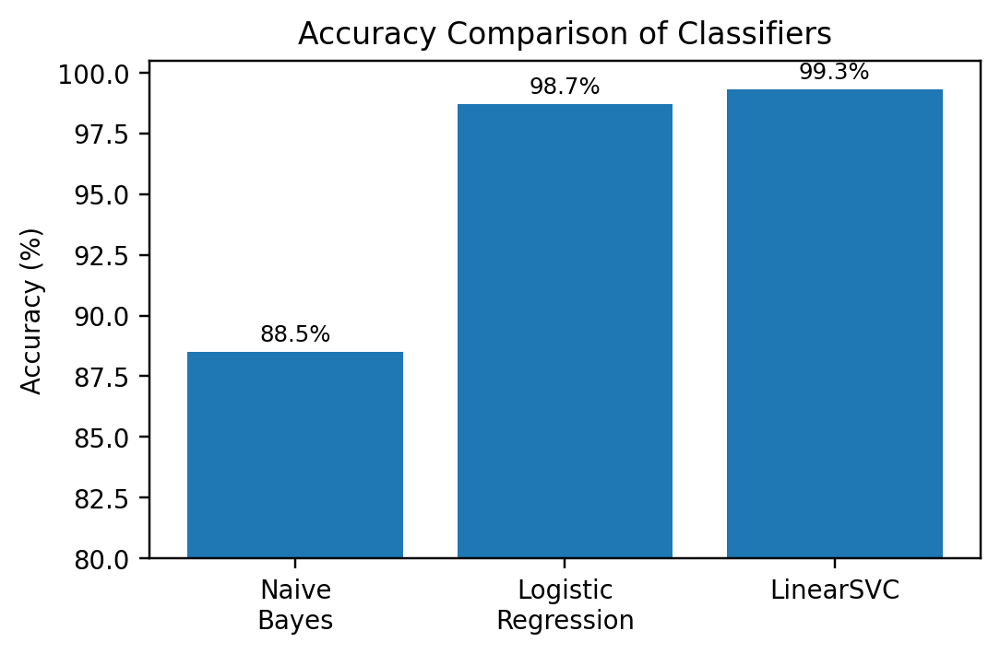 Accuracy Comparison of Classifiers
Accuracy (%)
100.0
97.5
95.0
92.5
90.0
87.5
85.0
82.5
80.0
88.5%
98.7%
99.3%
Naive
Bayes
Logistic
Regression
LinearSVC